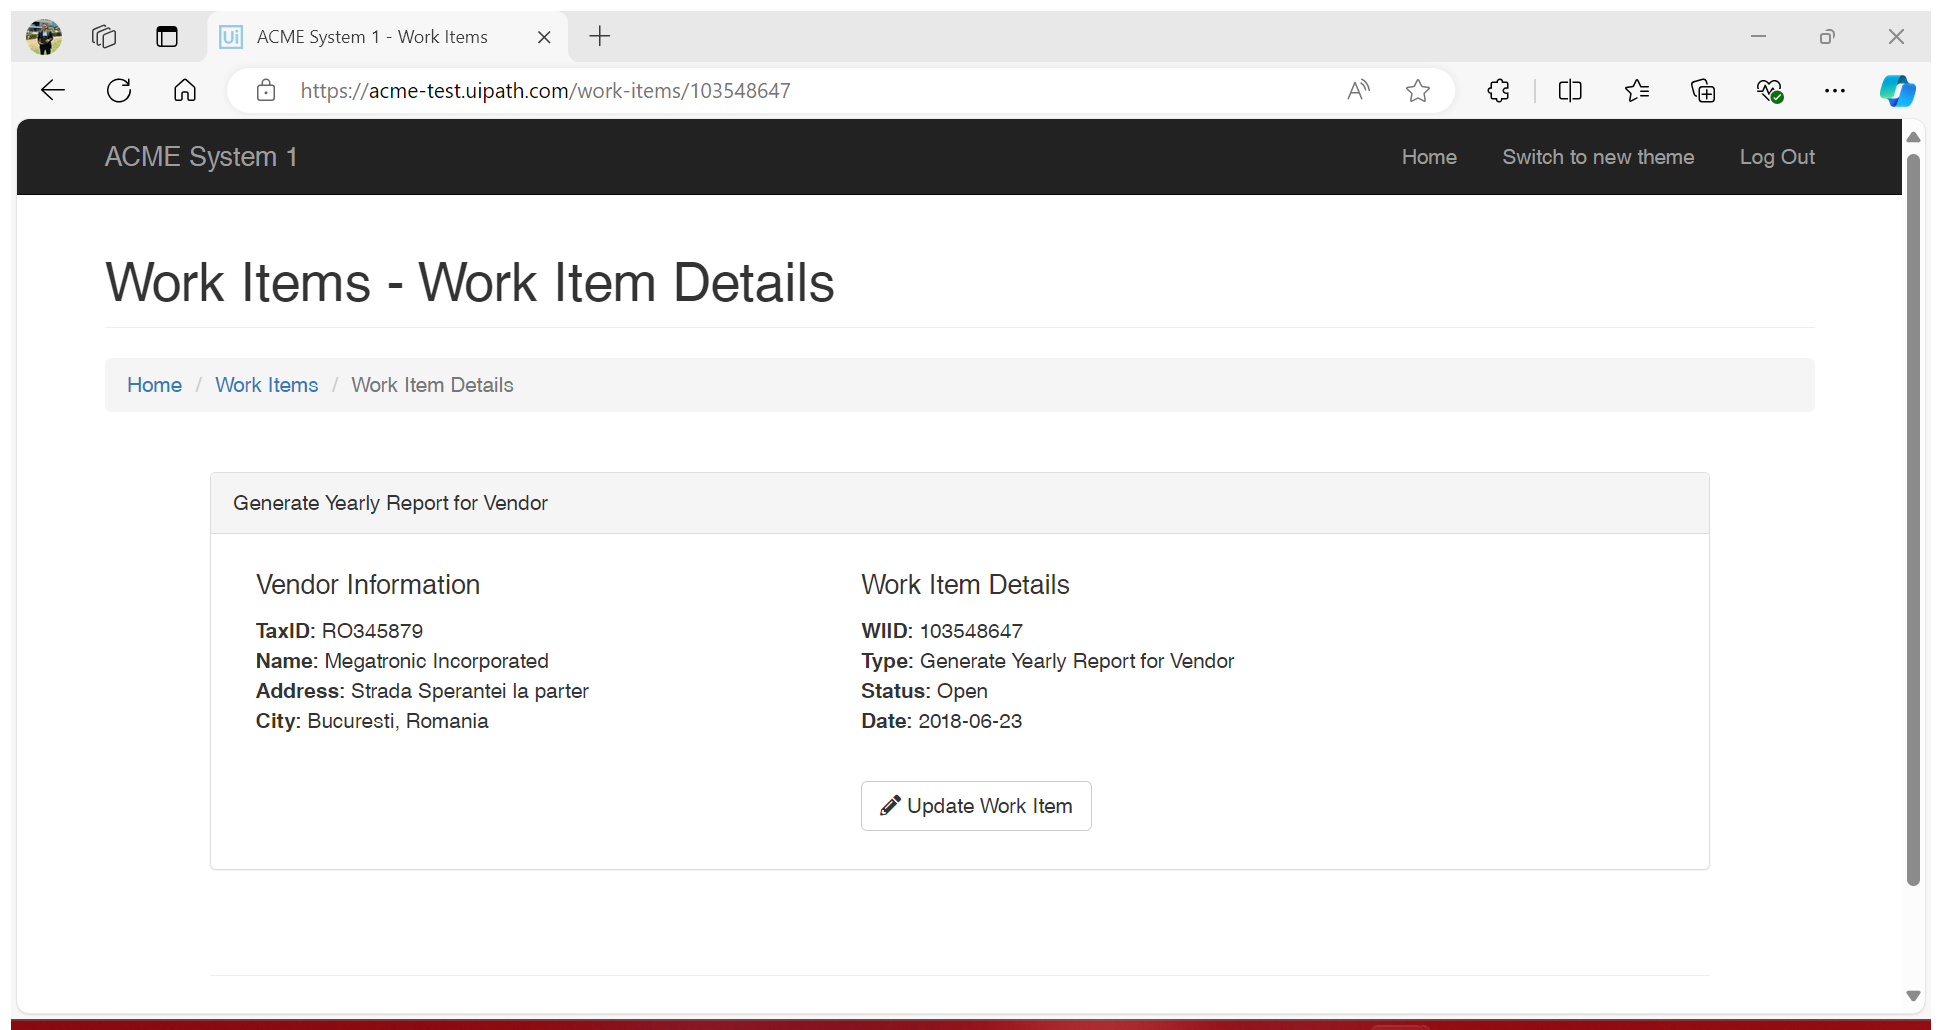 Ui ACME System 1 - Work Items
https://acme-test.uipath.com/work-items/103548647
ACME System 1 Home Switch to new theme Log Out
Work Items - Work Item Details
Home / Work Items / Work Item Details
Generate Yearly Report for Vendor
Vendor Information
TaxID: RO345879
Name: Megatronic Incorporated
Address: Strada Sperantei la parter
City: Bucuresti, Romania
Work Item Details
WIID: 103548647
Type: Generate Yearly Report for Vendor
Status: Open
Date: 2018-06-23
Update Work Item